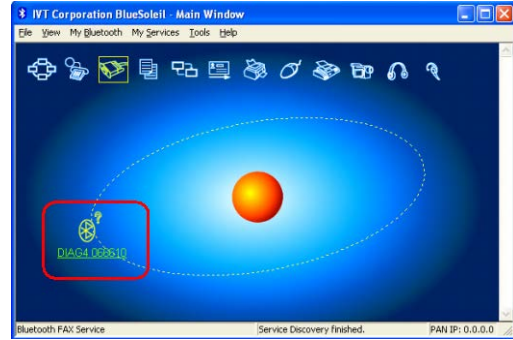 IVT Corporation BlueSoleil - Main Window
File View My Bluetooth My Services Tools Help
?
DIAG4 066610
Bluetooth FAX Service Service Discovery finished. PAN IP: 0.0.0.0